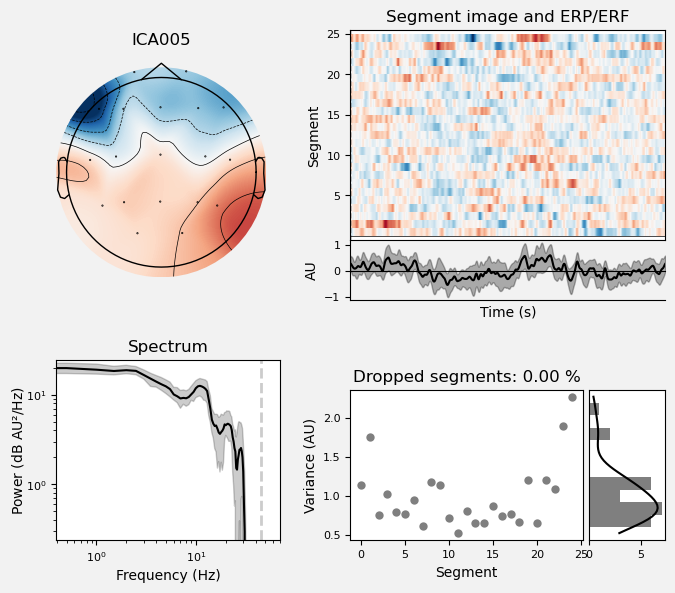 ICA005
Segment image and ERP/ERF
25
20
15
10
5
Segment
1
0
−1
AU
Time (s)
Spectrum
10¹
10⁰
Power (dB AU²/Hz)
10⁰ 10¹
Frequency (Hz)
Dropped segments: 0.00 %
2.0
1.5
1.0
0.5
Variance (AU)
0 5 10 15 20 25
Segment
0 5